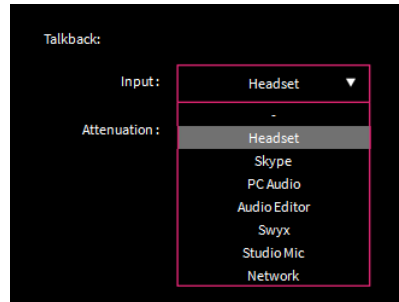 Talkback:
Input: Headset ▼
-
Attenuation:
Headset
Skype
PC Audio
Audio Editor
Swyx
Studio Mic
Network